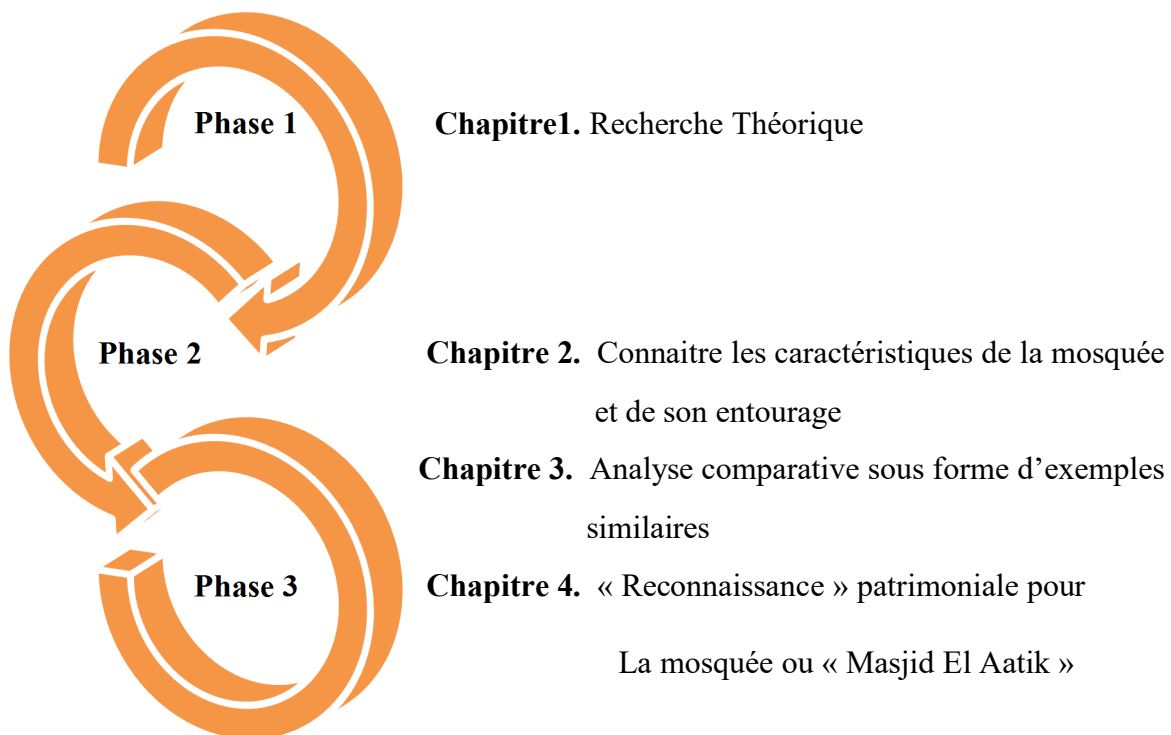 Phase 1
Chapitre1. Recherche Théorique
Phase 2
Chapitre 2. Connaitre les caractéristiques de la mosquée
et de son entourage
Chapitre 3. Analyse comparative sous forme d’exemples
similaires
Phase 3
Chapitre 4. « Reconnaissance » patrimoniale pour
La mosquée ou « Masjid El Aatik »